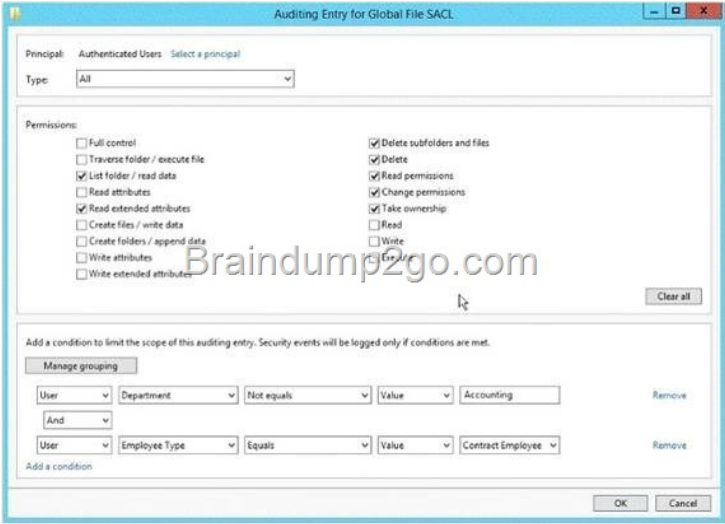 Auditing Entry for Global File SACL
Principal: Authenticated Users Select a principal
Type: All
Permissions:
Full control
Traverse folder / execute file
List folder / read data
Read attributes
Read extended attributes
Create files / write data
Create folders / append data
Write attributes
Write extended attributes
Delete subfolders and files
Delete
Read permissions
Change permissions
Take ownership
Read
Write
Execute
Braindump2go.com
Clear all
Add a condition to limit the scope of this auditing entry. Security events will be logged only if conditions are met.
Manage grouping
User Department Not equals Value Accounting Remove
And
User Employee Type Equals Value Contract Employee Remove
Add a condition
OK Cancel